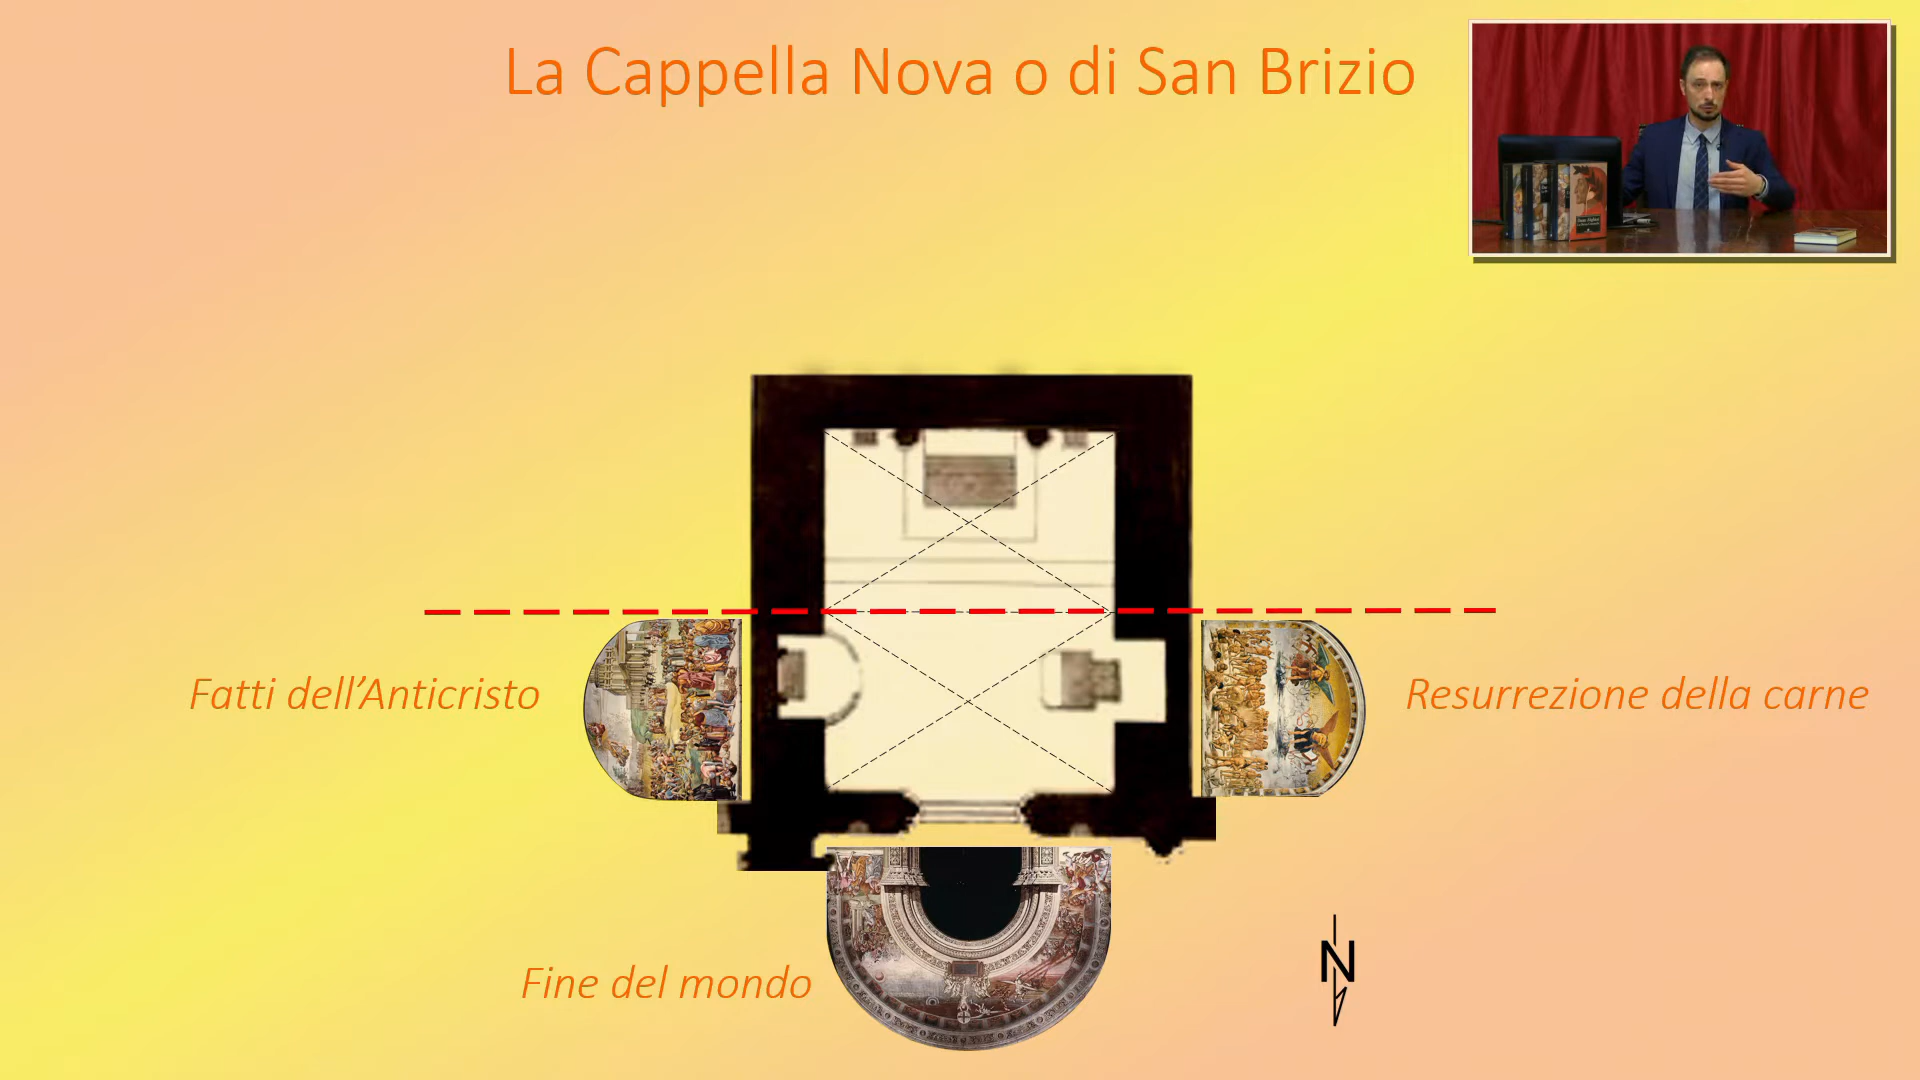 La Cappella Nova o di San Brizio
Fatti dell’Anticristo
Resurrezione della carne
Fine del mondo
N